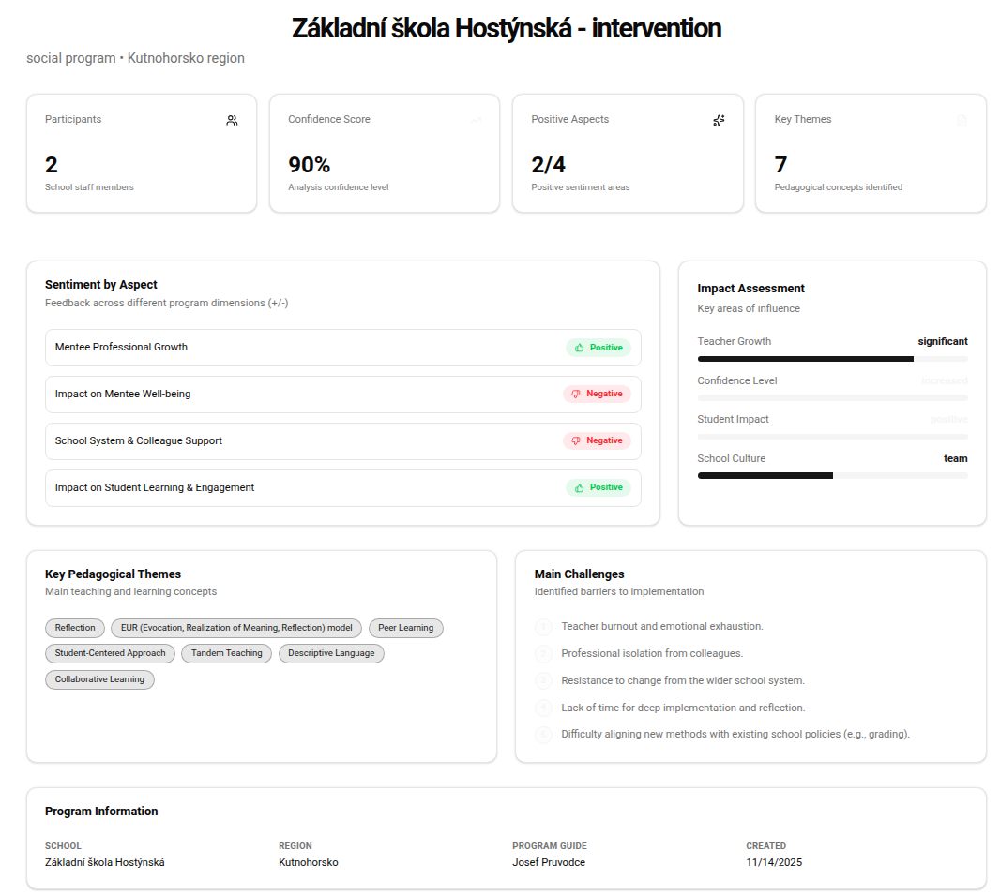 Základní škola Hostýnská - intervention
social program • Kutnohorsko region
Participants
2
School staff members
Confidence Score
90%
Analysis confidence level
Positive Aspects
2/4
Positive sentiment areas
Key Themes
7
Pedagogical concepts identified
Sentiment by Aspect
Feedback across different program dimensions (+/-)
Mentee Professional Growth
Positive
Impact on Mentee Well-being
Negative
School System & Colleague Support
Negative
Impact on Student Learning & Engagement
Positive
Impact Assessment
Key areas of influence
Teacher Growth
significant
Confidence Level
increased
Student Impact
positive
School Culture
team
Key Pedagogical Themes
Main teaching and learning concepts
Reflection
EUR (Evocation, Realization of Meaning, Reflection) model
Peer Learning
Student-Centered Approach
Tandem Teaching
Descriptive Language
Collaborative Learning
Main Challenges
Identified barriers to implementation
1 Teacher burnout and emotional exhaustion.
2 Professional isolation from colleagues.
3 Resistance to change from the wider school system.
4 Lack of time for deep implementation and reflection.
5 Difficulty aligning new methods with existing school policies (e.g., grading).
Program Information
SCHOOL
Základní škola Hostýnská
REGION
Kutnohorsko
PROGRAM GUIDE
Josef Pruvodce
CREATED
11/14/2025